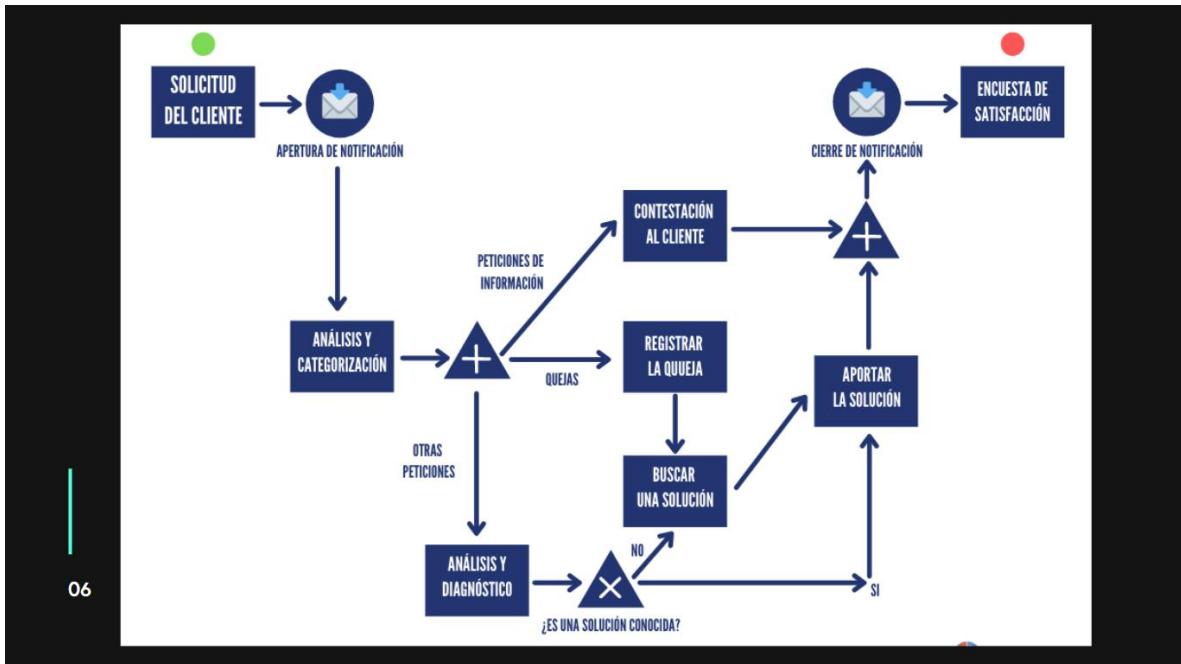 SOLICITUD
DEL CLIENTE
APERTURA DE NOTIFICACIÓN
CIERRE DE NOTIFICACIÓN
ENCUESTA DE
SATISFACCIÓN
CONTESTACIÓN
AL CLIENTE
PETICIONES DE
INFORMACIÓN
ANÁLISIS Y
CATEGORIZACIÓN
QUEJAS
REGISTRAR
LA QUUEJA
APORTAR
LA SOLUCIÓN
OTRAS
PETICIONES
BUSCAR
UNA SOLUCIÓN
ANÁLISIS Y
DIAGNÓSTICO
NO
SI
¿ES UNA SOLUCIÓN CONOCIDA?
06